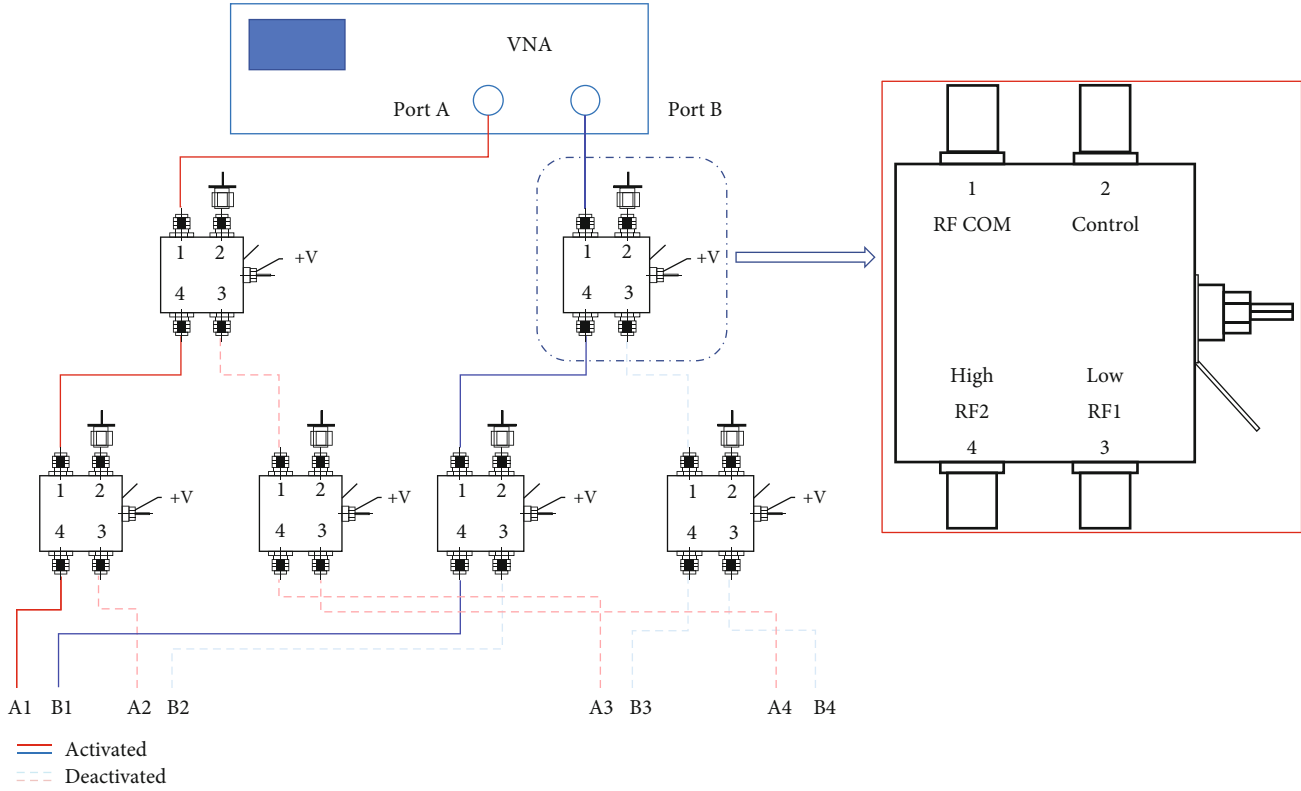 VNA
Port A
Port B
1 2
+V
4 3
1 2
+V
4 3
1
2
RF COM
Control
High
Low
RF2
RF1
4
3
1 2
+V
4 3
1 2
+V
4 3
1 2
+V
4 3
1 2
+V
4 3
A1
B1
A2
B2
A3
B3
A4
B4
Activated
Deactivated